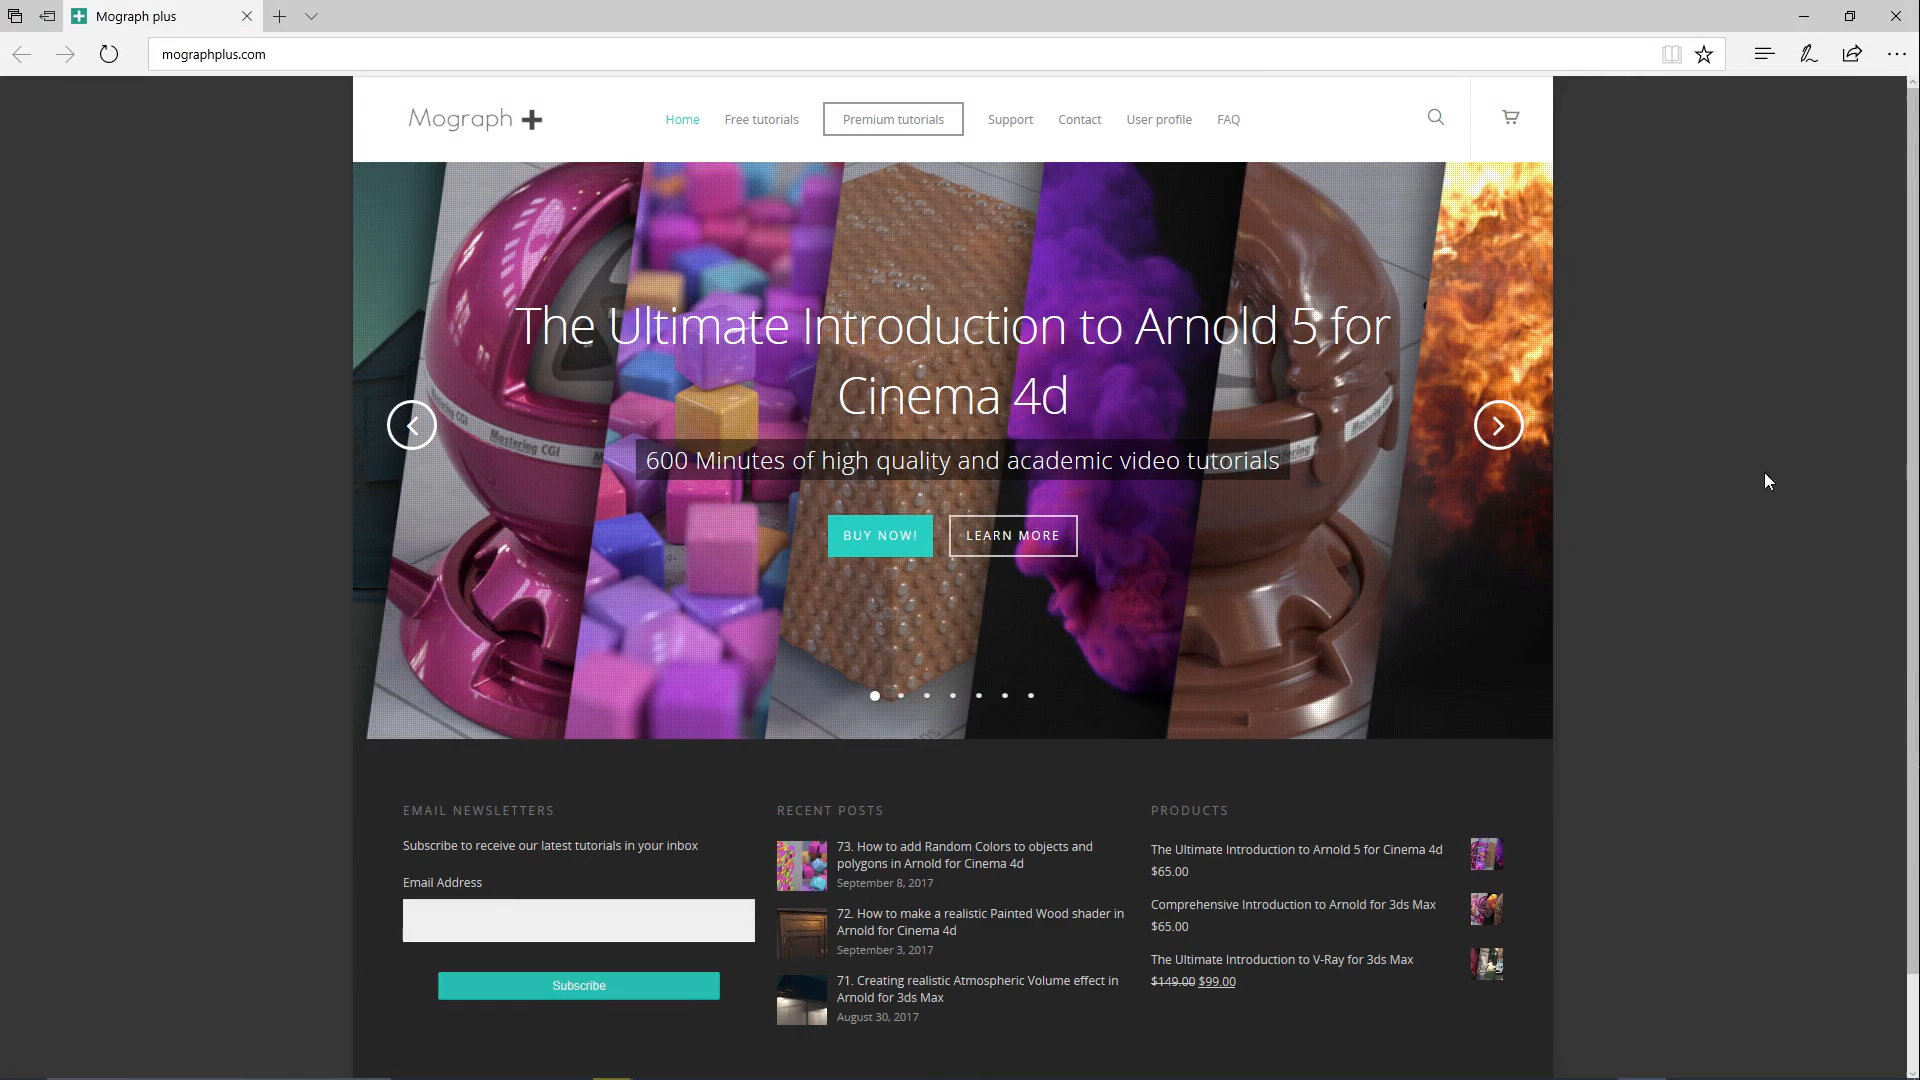 Mograph plus
mographplus.com
Mograph
Home
Free tutorials
Premium tutorials
Support
Contact
User profile
FAQ
The Ultimate Introduction to Arnold 5 for
Cinema 4d
Mastering CGI
600 Minutes of high quality and academic video tutorials
BUY NOW!
LEARN MORE
EMAIL NEWSLETTERS
Subscribe to receive our latest tutorials in your inbox
Email Address
Subscribe
RECENT POSTS
73. How to add Random Colors to objects and
polygons in Arnold for Cinema 4d
September 8, 2017
72. How to make a realistic Painted Wood shader in
Arnold for Cinema 4d
September 3, 2017
71. Creating realistic Atmospheric Volume effect in
Arnold for 3ds Max
August 30, 2017
PRODUCTS
The Ultimate Introduction to Arnold 5 for Cinema 4d
$65.00
Comprehensive Introduction to Arnold for 3ds Max
$65.00
The Ultimate Introduction to V-Ray for 3ds Max
$149.00 $99.00